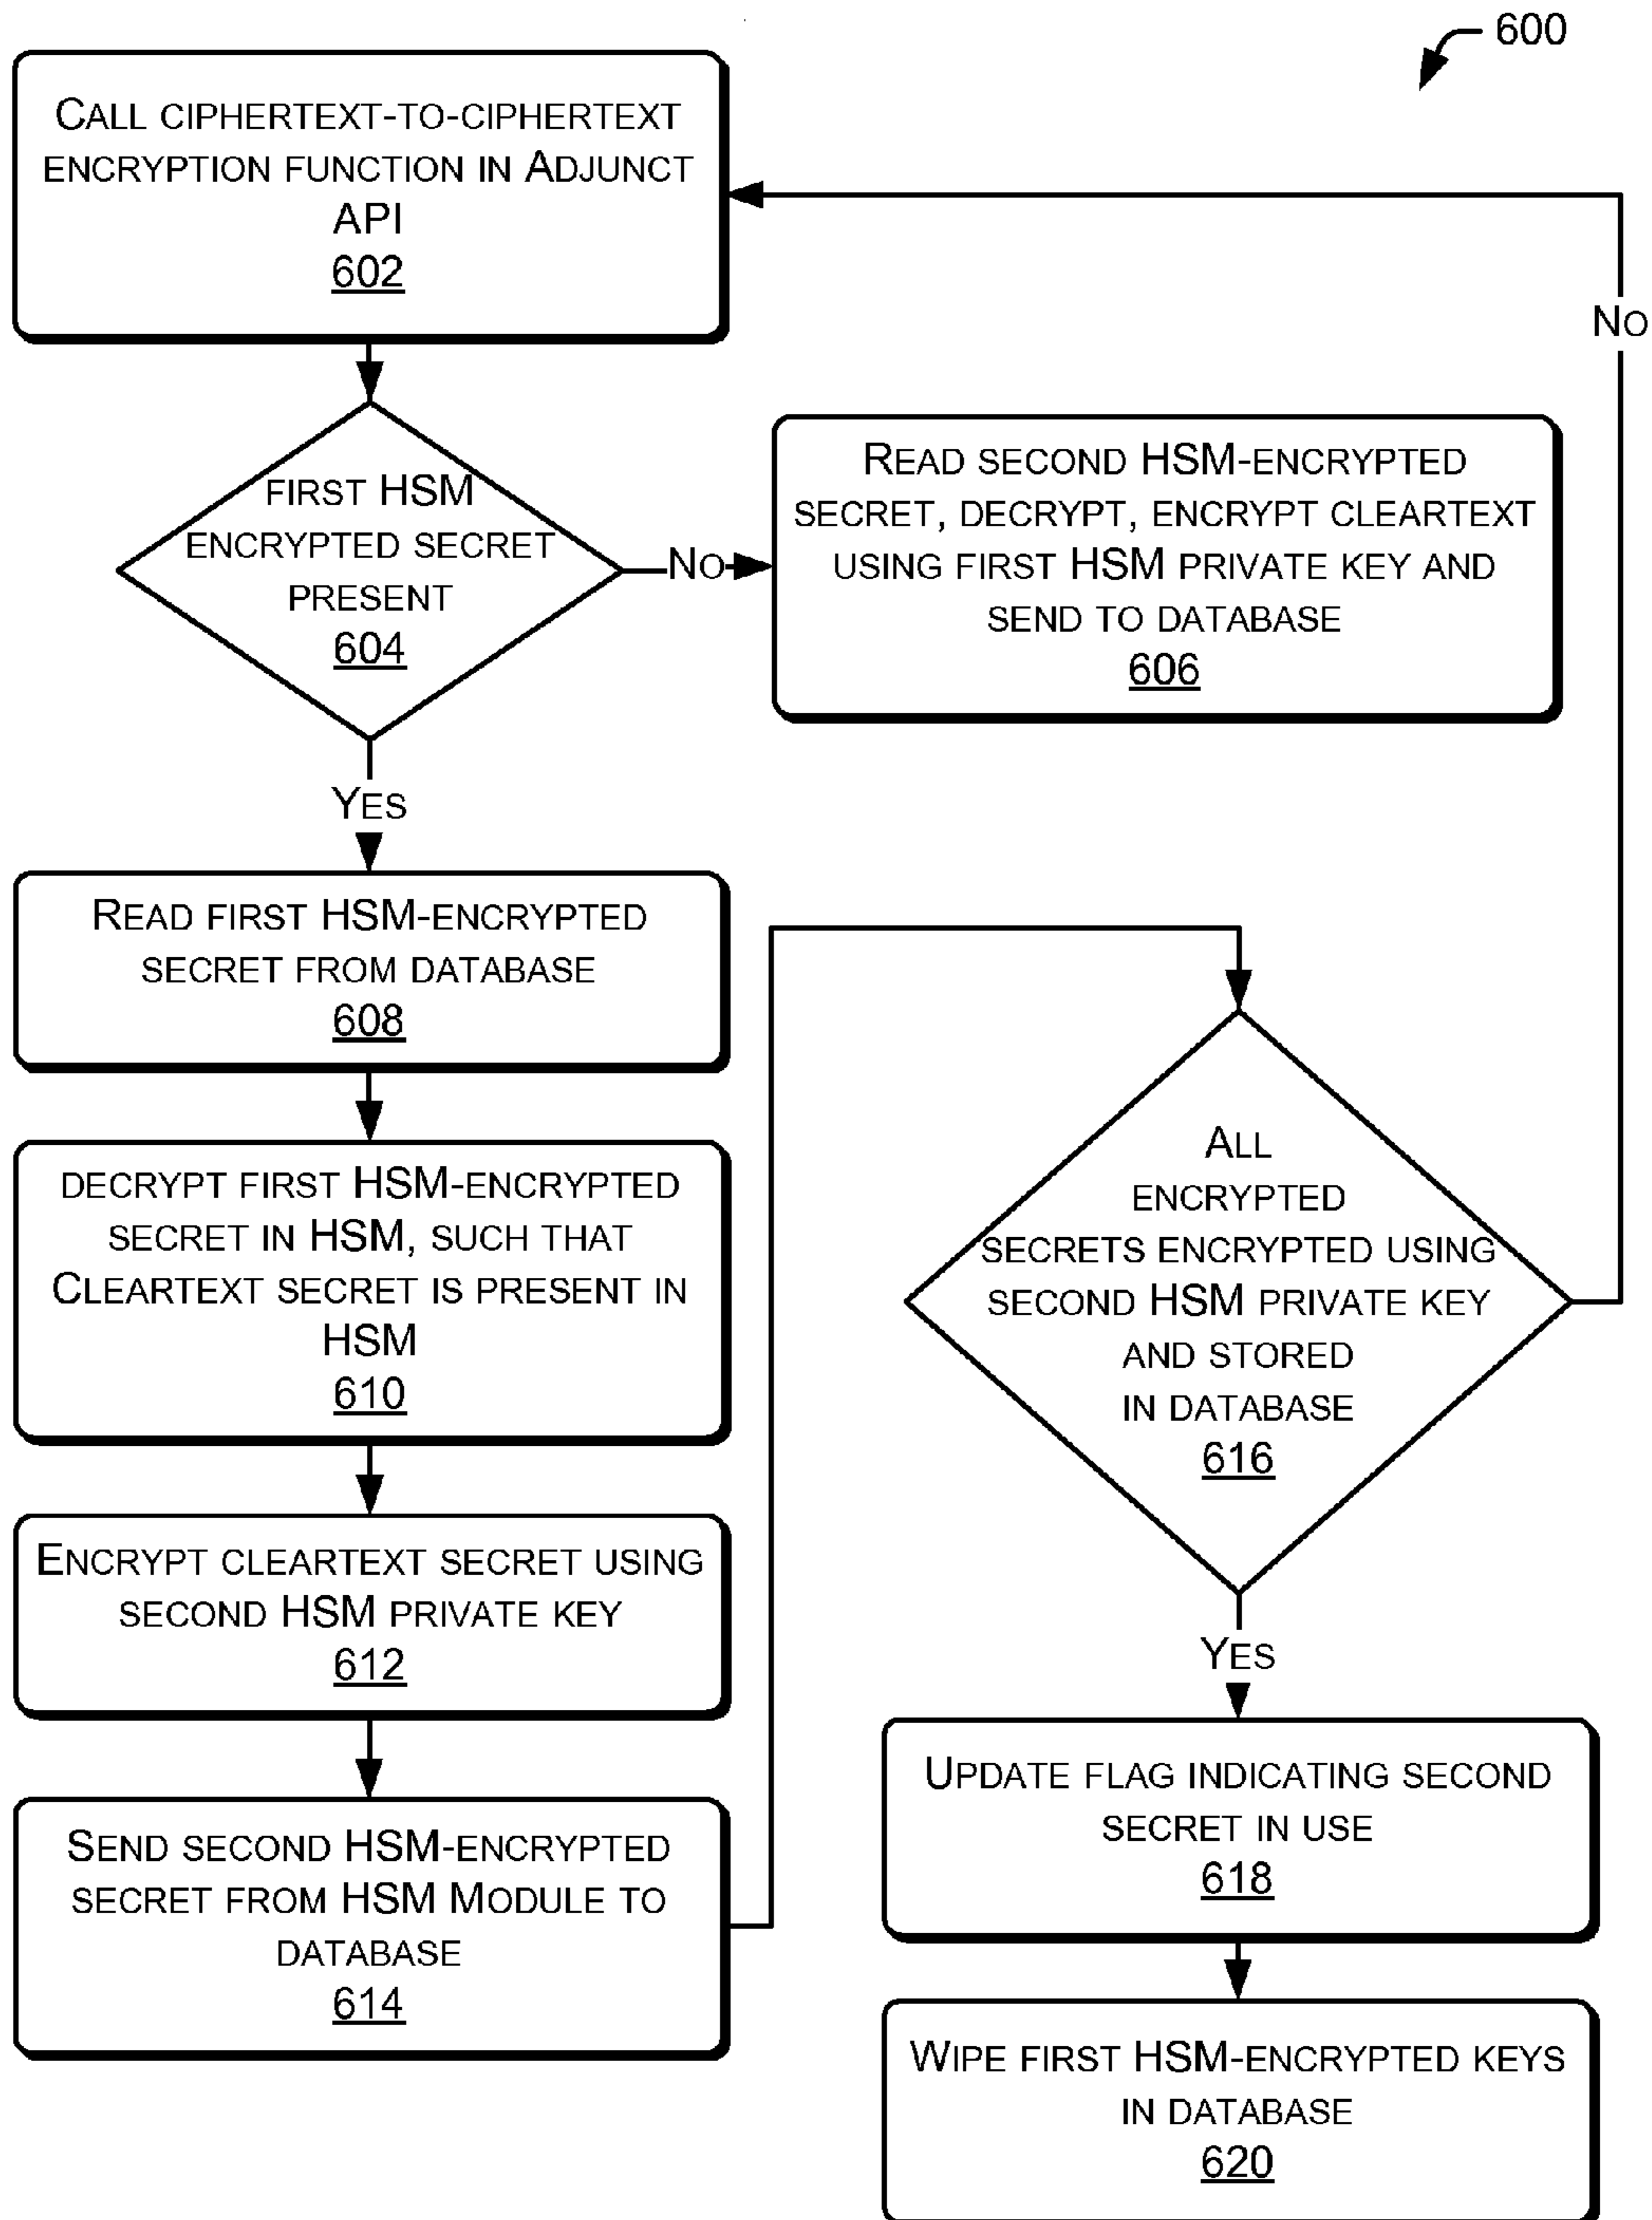 600
CALL CIPHERTEXT-TO-CIPHERTEXT
ENCRYPTION FUNCTION IN ADJUNCT
API
602
FIRST HSM
ENCRYPTED SECRET
PRESENT
604
NO
READ SECOND HSM-ENCRYPTED
SECRET, DECRYPT, ENCRYPT CLEARTEXT
USING FIRST HSM PRIVATE KEY AND
SEND TO DATABASE
606
YES
READ FIRST HSM-ENCRYPTED
SECRET FROM DATABASE
608
DECRYPT FIRST HSM-ENCRYPTED
SECRET IN HSM, SUCH THAT
CLEARTEXT SECRET IS PRESENT IN
HSM
610
ENCRYPT CLEARTEXT SECRET USING
SECOND HSM PRIVATE KEY
612
SEND SECOND HSM-ENCRYPTED
SECRET FROM HSM MODULE TO
DATABASE
614
ALL
ENCRYPTED
SECRETS ENCRYPTED USING
SECOND HSM PRIVATE KEY
AND STORED
IN DATABASE
616
NO
YES
UPDATE FLAG INDICATING SECOND
SECRET IN USE
618
WIPE FIRST HSM-ENCRYPTED KEYS
IN DATABASE
620